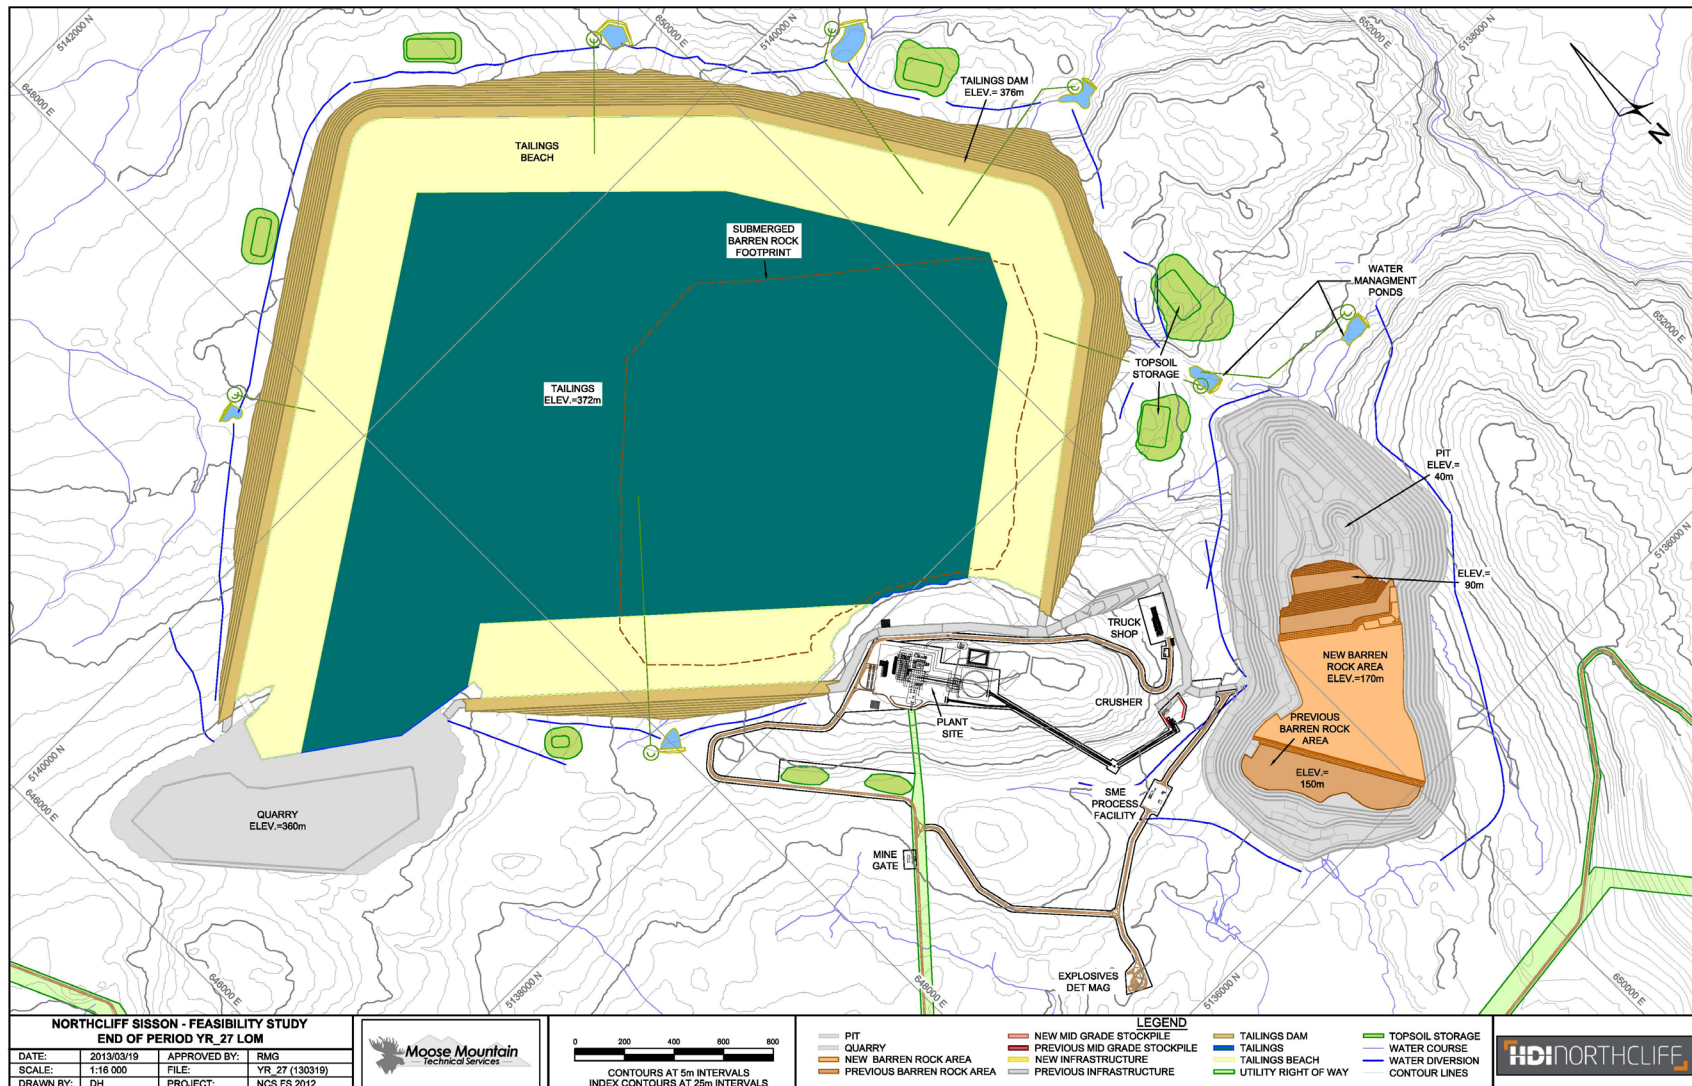 5142000 N
650000 E
5140000 N
652000 E
5138000 N
648000 E
TAILINGS DAM
ELEV.= 376m
N
TAILINGS
BEACH
SUBMERGED
BARREN ROCK
FOOTPRINT
WATER
MANAGMENT
PONDS
652000 E
TAILINGS
ELEV.=372m
TOPSOIL
STORAGE
PIT
ELEV.=
40m
5136000 N
ELEV.=
90m
TRUCK
SHOP
NEW BARREN
ROCK AREA
ELEV.=170m
CRUSHER
PLANT
SITE
PREVIOUS
BARREN ROCK
AREA
ELEV.=
150m
5140000 N
646000 E
QUARRY
ELEV.=360m
SME
PROCESS
FACILITY
MINE
GATE
EXPLOSIVES
DET MAG
646000 E
5138000 N
648000 E
5136000 N
650000 E
NORTHCLIFF SISSON - FEASIBILITY STUDY
END OF PERIOD YR_27 LOM
DATE: 2013/03/19 APPROVED BY: RMG
SCALE: 1:16 000 FILE: YR_27 (130319)
DRAWN BY: DH PROJECT: NCS FS 2012
Moose Mountain
Technical Services
0 200 400 600 800
CONTOURS AT 5m INTERVALS
INDEX CONTOURS AT 25m INTERVALS
LEGEND
PIT
QUARRY
NEW BARREN ROCK AREA
PREVIOUS BARREN ROCK AREA
NEW MID GRADE STOCKPILE
PREVIOUS MID GRADE STOCKPILE
NEW INFRASTRUCTURE
PREVIOUS INFRASTRUCTURE
TAILINGS DAM
TAILINGS
TAILINGS BEACH
UTILITY RIGHT OF WAY
TOPSOIL STORAGE
WATER COURSE
WATER DIVERSION
CONTOUR LINES
HDINORTHCLIFF